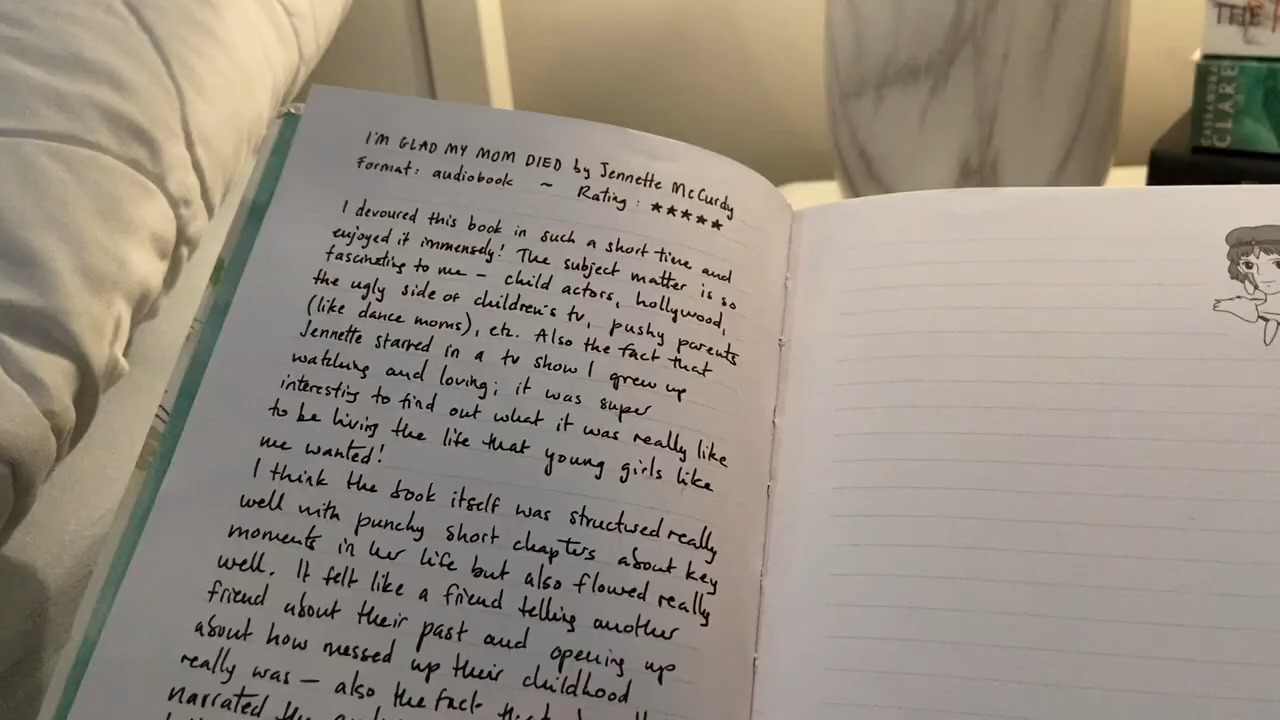 I'M GLAD MY MOM DIED by Jennette McCurdy
Format: audiobook ~ Rating: ★★★★★
I devoured this book in such a short time and
enjoyed it immensely! The subject matter is so
fascinating to me – child actors, hollywood,
the ugly side of children's tv, pushy parents
(like dance moms), etc. Also the fact that
Jennette starred in a tv show I grew up
watching and loving; it was super
interesting to find out what it was really like
to be living the life that young girls like
me wanted!
I think the book itself was structured really
well with punchy short chapters about key
moments in her life but also flowed really
well. It felt like a friend telling another
friend about their past and opening up
about how messed up their childhood
really was – also the fact that
narrated the
THE
CASSANDRA
CLARE